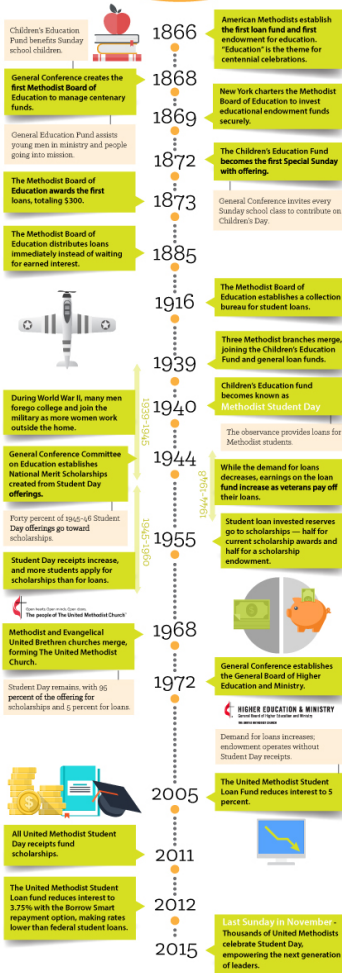 Children's Education
Fund benefits Sunday
school children.
1866
American Methodists establish
the first loan fund and first
endowment for education.
"Education" is the theme for
centennial celebrations.
General Conference creates the
first Methodist Board of
Education to manage centenary
funds.
1868
New York charters the Methodist
Board of Education to invest
educational endowment funds
securely.
1869
General Education Fund assists
young men in ministry and people
going into mission.
1872
The Children's Education Fund
becomes the first Special Sunday
with offering.
The Methodist Board of
Education awards the first
loans, totaling $300.
1873
General Conference invites every
Sunday school class to contribute on
Children's Day.
The Methodist Board of
Education distributes loans
immediately instead of waiting
for earned interest.
1885
The Methodist Board of
Education establishes a collection
bureau for student loans.
1916
Three Methodist branches merge,
joining the Children's Education
Fund and general loan funds.
1939
Children's Education fund
becomes known as
Methodist Student Day
1940
During World War II, many men
forego college and join the
military as more women work
outside the home.
1939-1945
The observance provides loans for
Methodist students.
General Conference Committee
on Education establishes
National Merit Scholarships
created from Student Day
offerings.
1944
While the demand for loans
decreases, earnings on the loan
fund increase as veterans pay off
their loans.
1944-1948
Forty percent of 1945-46 Student
Day offerings go toward
scholarships.
1945-1960
Student loan invested reserves
go to scholarships — half for
current scholarship awards and
half for a scholarship
endowment.
1955
Student Day receipts increase,
and more students apply for
scholarships than for loans.
Open hearts. Open minds. Open doors.
The people of The United Methodist Church
Methodist and Evangelical
United Brethren churches merge,
forming The United Methodist
Church.
1968
General Conference establishes
the General Board of Higher
Education and Ministry.
1972
Student Day remains, with 95
percent of the offering for
scholarships and 5 percent for loans.
HIGHER EDUCATION & MINISTRY
General Board of Higher Education and Ministry
THE UNITED METHODIST CHURCH
Demand for loans increases;
endowment operates without
Student Day receipts.
2005
The United Methodist Student
Loan Fund reduces interest to 5
percent.
All United Methodist Student
Day receipts fund
scholarships.
2011
The United Methodist Student
Loan fund reduces interest to
3.75% with the Borrow Smart
repayment option, making rates
lower than federal student loans.
2012
Last Sunday in November -
Thousands of United Methodists
celebrate Student Day,
empowering the next generation
of leaders.
2015